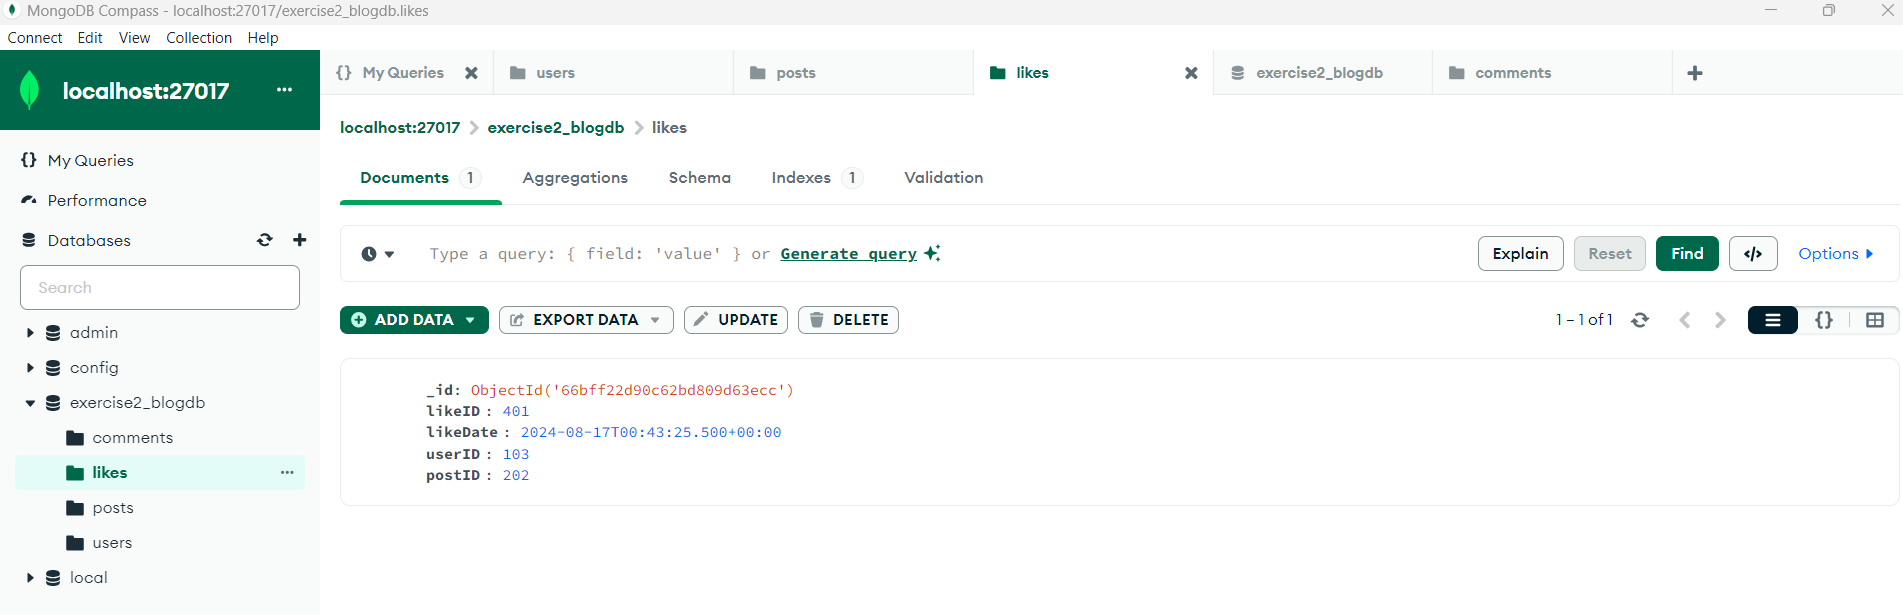 MongoDB Compass - localhost:27017/exercise2_blogdb.likes
Connect Edit View Collection Help
localhost:27017 ···
My Queries
Performance
Databases
Search
admin
config
exercise2_blogdb
comments
likes ···
posts
users
local
{} My Queries users posts likes exercise2_blogdb comments +
localhost:27017 > exercise2_blogdb > likes
Documents 1 Aggregations Schema Indexes 1 Validation
Type a query: { field: 'value' } or Generate query Explain Reset Find </> Options
ADD DATA EXPORT DATA UPDATE DELETE 1 – 1 of 1 {}
_id: ObjectId('66bff22d90c62bd809d63ecc')
likeID : 401
likeDate : 2024-08-17T00:43:25.500+00:00
userID : 103
postID : 202